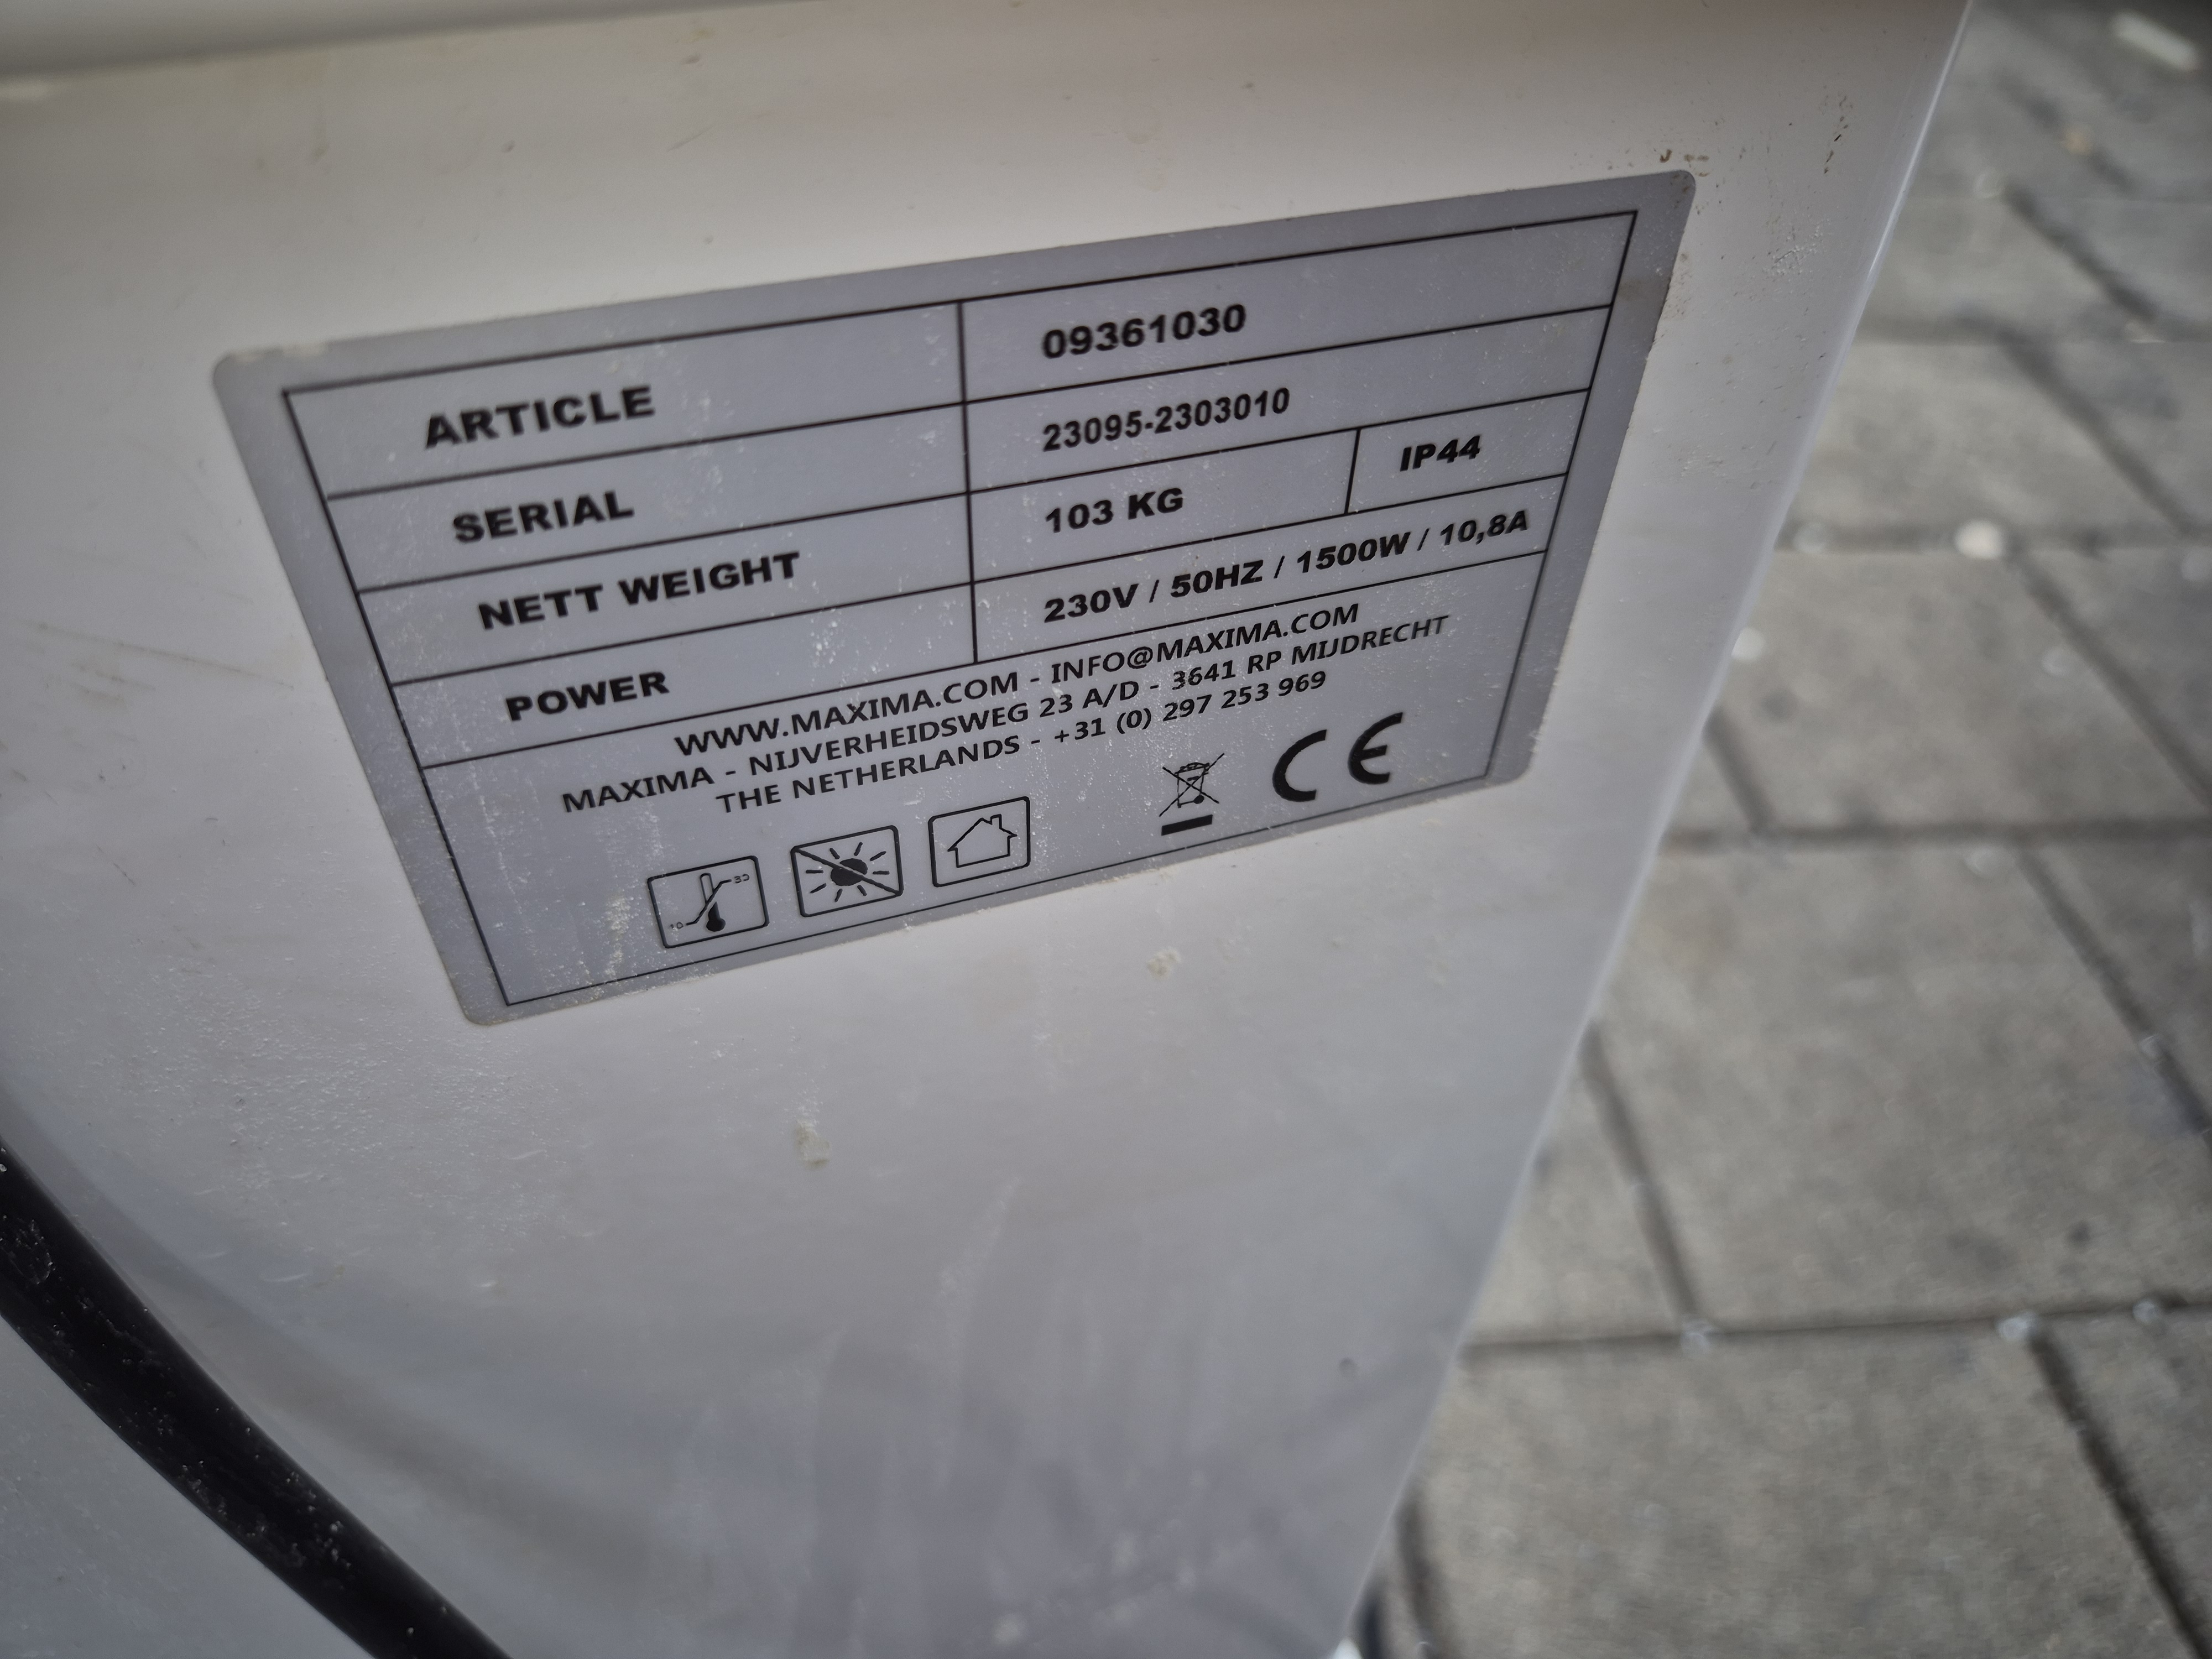 ARTICLE 09361030
SERIAL 23095-2303010
NETT WEIGHT 103 KG IP44
POWER 230V / 50HZ / 1500W / 10,8A
WWW.MAXIMA.COM - INFO@MAXIMA.COM
MAXIMA - NIJVERHEIDSWEG 23 A/D - 3641 RP MIJDRECHT
THE NETHERLANDS - +31 (0) 297 253 969
CE